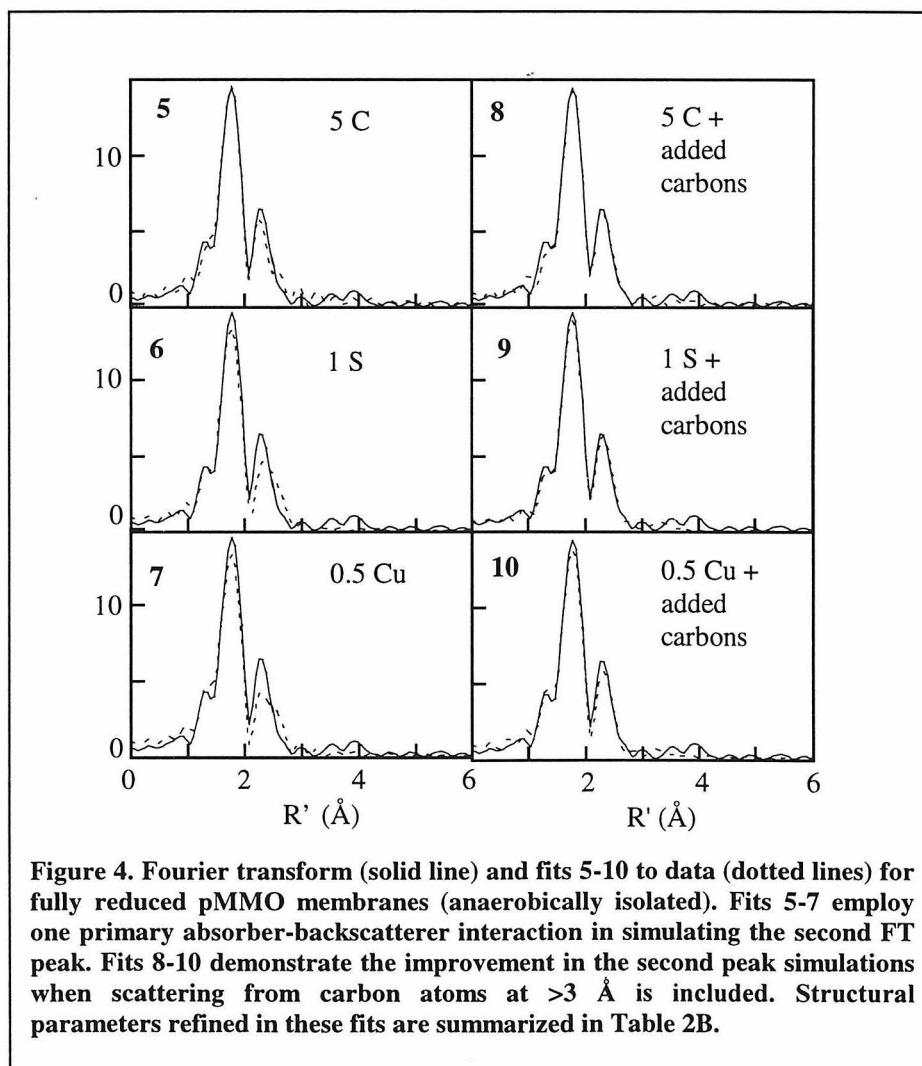 5
5 C
10
0
8
5 C +
added
carbons
6
1 S
10
0
9
1 S +
added
carbons
7
0.5 Cu
10
0
10
0.5 Cu +
added
carbons
0 2 4 6
R’ (Å)
2 4 6
R' (Å)
Figure 4. Fourier transform (solid line) and fits 5-10 to data (dotted lines) for
fully reduced pMMO membranes (anaerobically isolated). Fits 5-7 employ
one primary absorber-backscatterer interaction in simulating the second FT
peak. Fits 8-10 demonstrate the improvement in the second peak simulations
when scattering from carbon atoms at >3 Å is included. Structural
parameters refined in these fits are summarized in Table 2B.